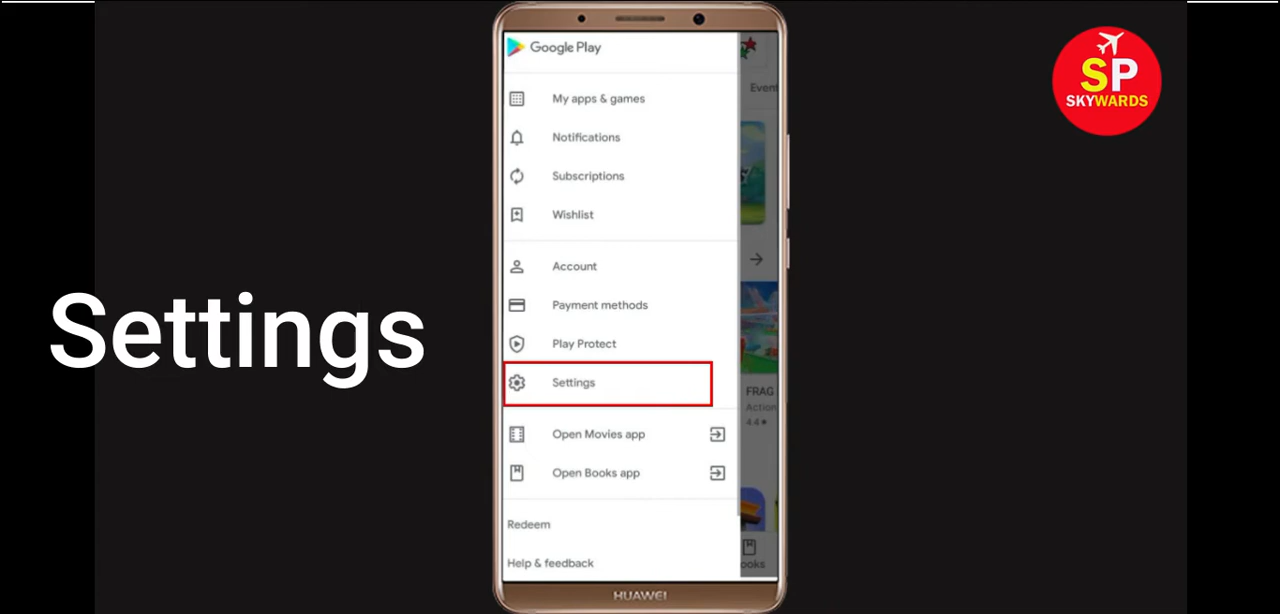 Google Play
Event
SP
SKYWARDS
My apps & games
Notifications
Subscriptions
Wishlist
Account
Payment methods
Play Protect
Settings
Settings
FRAG
Action
4.4★
Open Movies app
Open Books app
Redeem
ooks
Help & feedback
HUAWEI